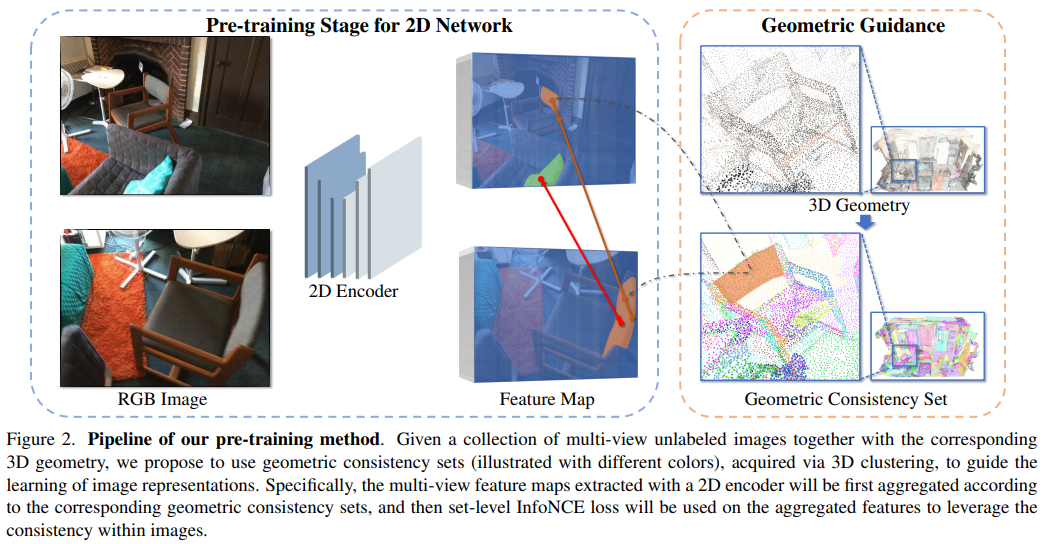 Pre-training Stage for 2D Network
Geometric Guidance
2D Encoder
3D Geometry
RGB Image
Feature Map
Geometric Consistency Set
Figure 2. Pipeline of our pre-training method. Given a collection of multi-view unlabeled images together with the corresponding
3D geometry, we propose to use geometric consistency sets (illustrated with different colors), acquired via 3D clustering, to guide the
learning of image representations. Specifically, the multi-view feature maps extracted with a 2D encoder will be first aggregated according
to the corresponding geometric consistency sets, and then set-level InfoNCE loss will be used on the aggregated features to leverage the
consistency within images.